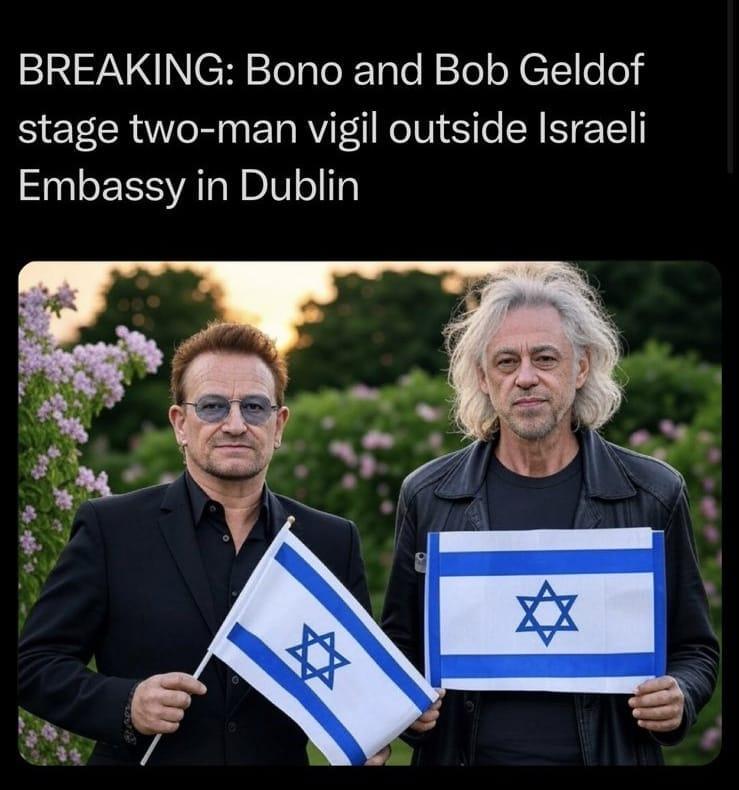 BREAKING: Bono and Bob Geldof
stage two-man vigil outside Israeli
Embassy in Dublin